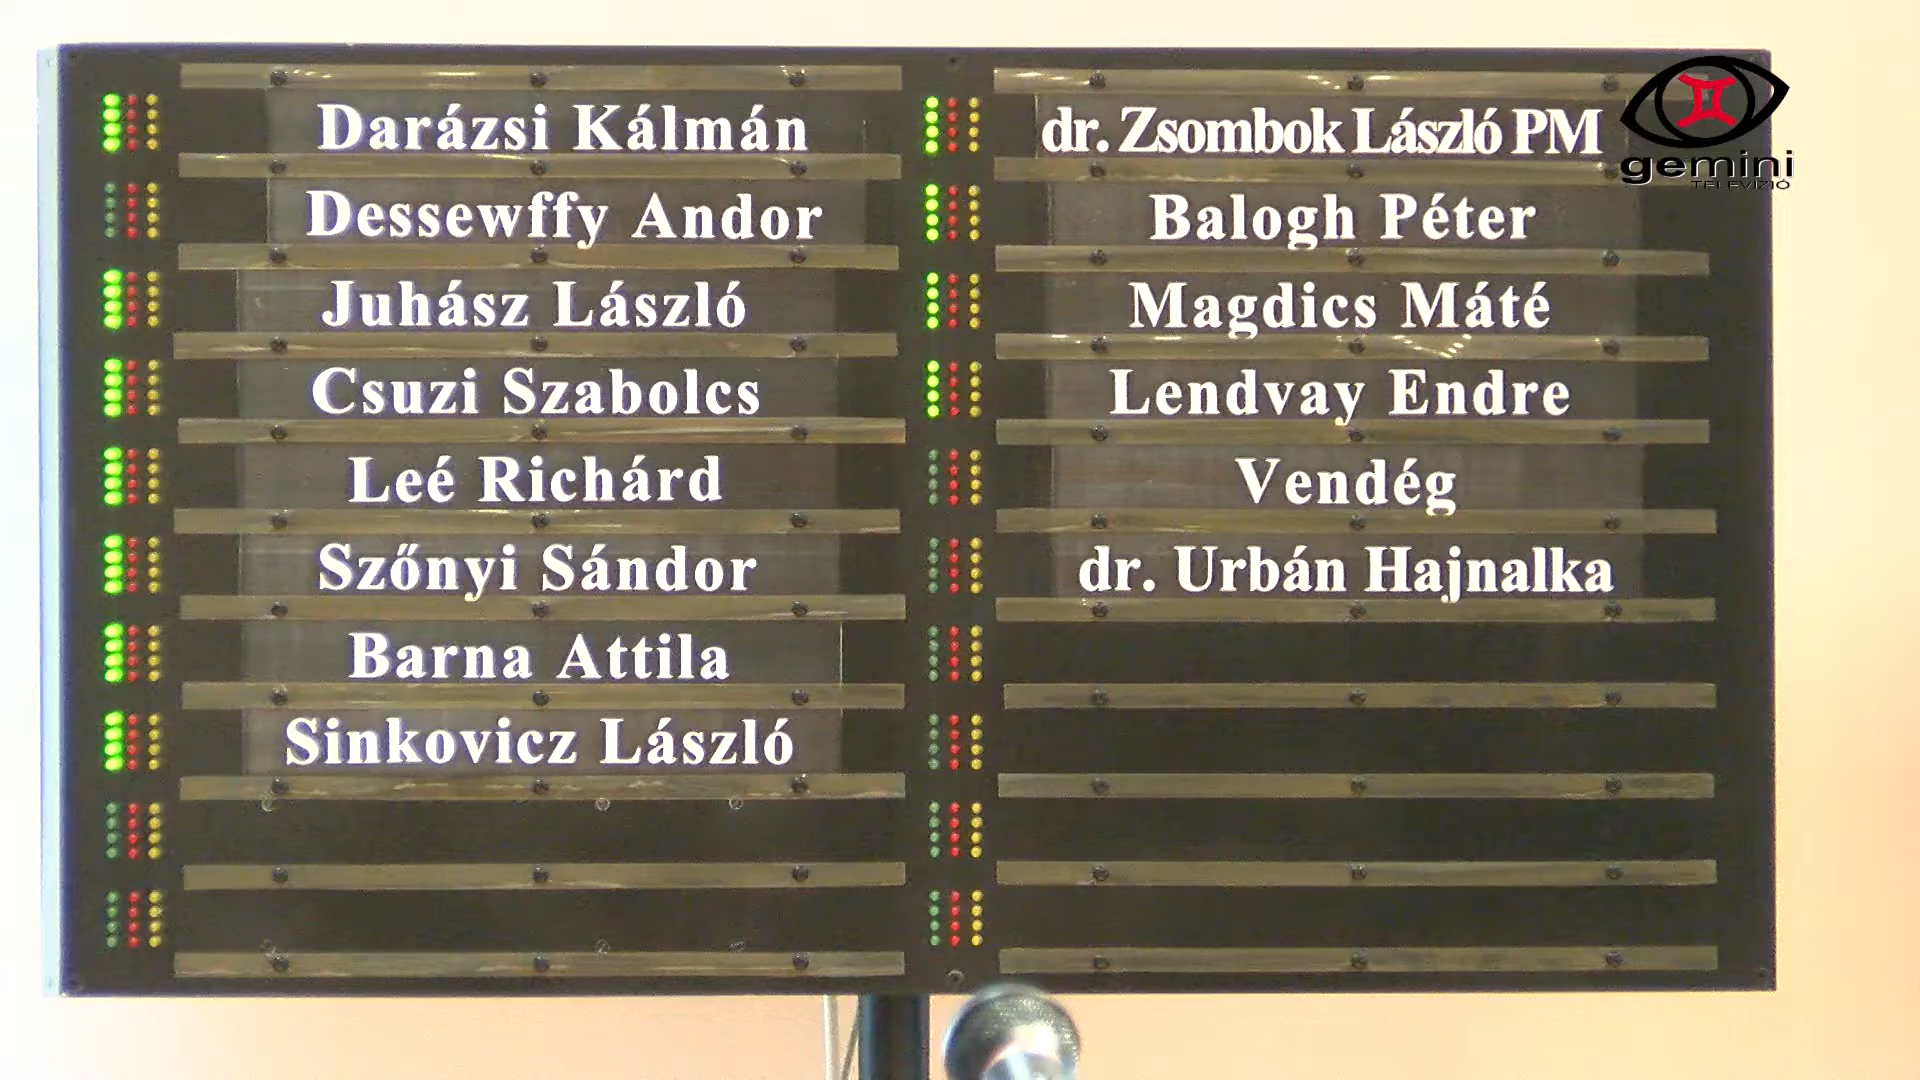 Darázsi Kálmán
Dessewffy Andor
Juhász László
Csuzi Szabolcs
Leé Richárd
Szőnyi Sándor
Barna Attila
Sinkovicz László
dr. Zsombok László PM
Balogh Péter
Magdics Máté
Lendvay Endre
Vendég
dr. Urbán Hajnalka
gemini
TELEVÍZIÓ